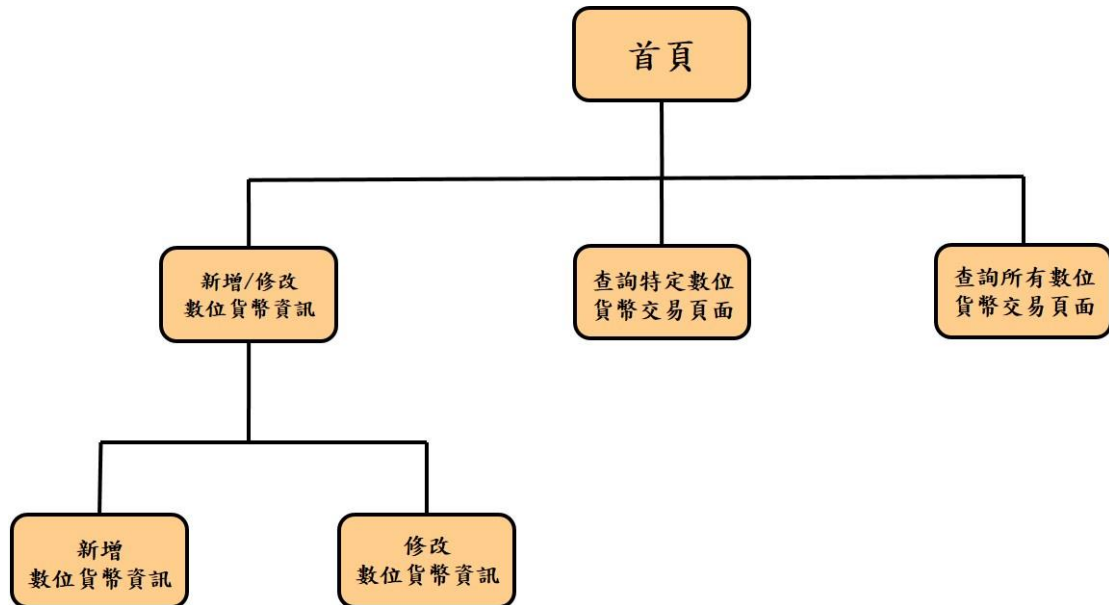 首頁
新增/修改
數位貨幣資訊
查詢特定數位
貨幣交易頁面
查詢所有數位
貨幣交易頁面
新增
數位貨幣資訊
修改
數位貨幣資訊